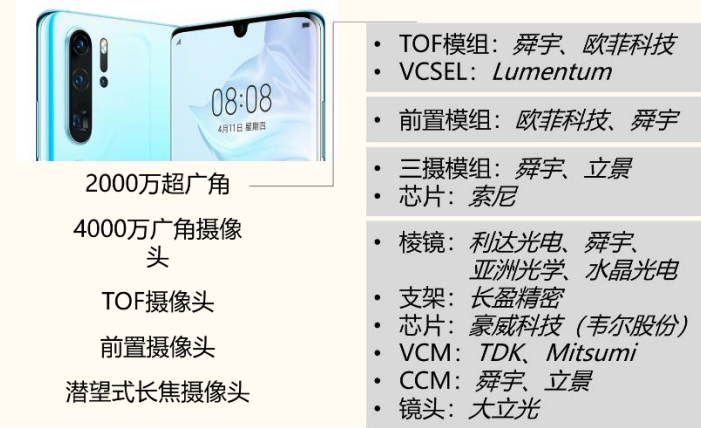 08:08
4月11日 星期四
2000万超广角
4000万广角摄像
头
TOF摄像头
前置摄像头
潜望式长焦摄像头
• TOF模组：舜宇、欧菲科技
• VCSEL：Lumentum
• 前置模组：欧菲科技、舜宇
• 三摄模组：舜宇、立景
• 芯片：索尼
• 棱镜：利达光电、舜宇、
亚洲光学、水晶光电
• 支架：长盈精密
• 芯片：豪威科技（韦尔股份）
• VCM：TDK、Mitsumi
• CCM：舜宇、立景
• 镜头：大立光